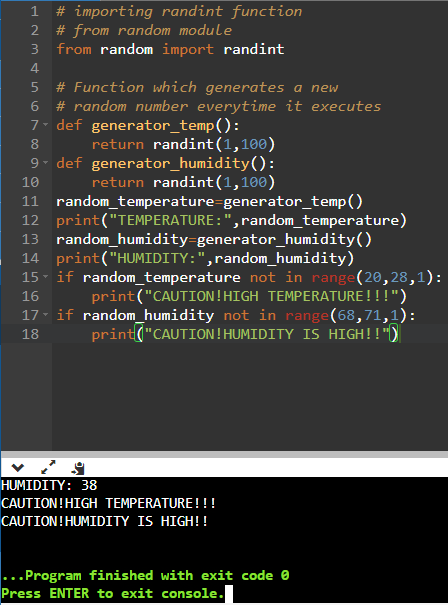 1 # importing randint function
2 # from random module
3 from random import randint
4
5 # Function which generates a new
6 # random number everytime it executes
7 def generator_temp():
8     return randint(1,100)
9 def generator_humidity():
10     return randint(1,100)
11 random_temperature=generator_temp()
12 print("TEMPERATURE:",random_temperature)
13 random_humidity=generator_humidity()
14 print("HUMIDITY:",random_humidity)
15 if random_temperature not in range(20,28,1):
16     print("CAUTION!HIGH TEMPERATURE!!!")
17 if random_humidity not in range(68,71,1):
18     print("CAUTION!HUMIDITY IS HIGH!!")
HUMIDITY: 38
CAUTION!HIGH TEMPERATURE!!!
CAUTION!HUMIDITY IS HIGH!!
...Program finished with exit code 0
Press ENTER to exit console.